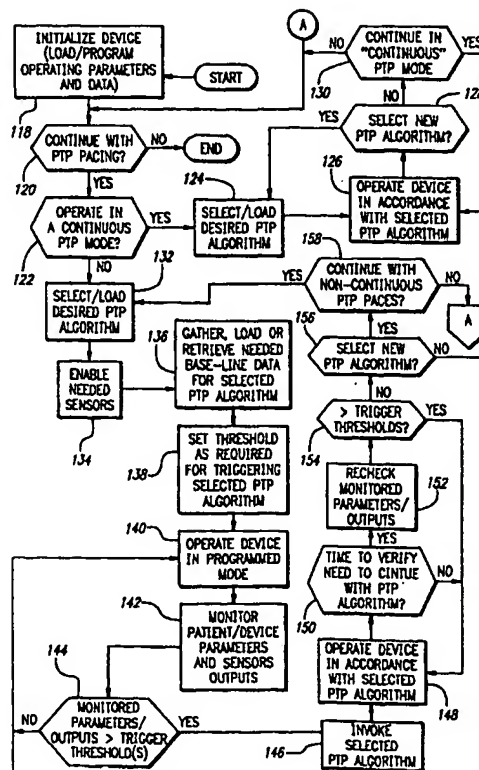 INITIALIZE DEVICE
(LOAD/PROGRAM
OPERATING PARAMETERS
AND DATA)
118
START
CONTINUE WITH
PTP PACING?
120
NO
END
YES
OPERATE IN
A CONTINUOUS PTP
MODE?
122
YES
NO
124
SELECT/LOAD
DESIRED PTP
ALGORITHM
A
CONTINUE IN
"CONTINUOUS"
PTP MODE
130
YES
NO
128
SELECT NEW
PTP ALGORITHM?
YES
NO
126
OPERATE DEVICE
IN ACCORDANCE
WITH SELECTED
PTP ALGORITHM
132
SELECT/LOAD
DESIRED PTP
ALGORITHM
ENABLE
NEEDED
SENSORS
134
136
GATHER, LOAD OR
RETRIEVE NEEDED
BASE-LINE DATA
FOR SELECTED
PTP ALGORITHM
SET THRESHOLD
AS REQUIRED
FOR TRIGGERING
SELECTED PTP
ALGORITHM
138
140
OPERATE DEVICE
IN PROGRAMMED
MODE
142
MONITOR
PATIENT/DEVICE
PARAMETERS
AND SENSORS
OUTPUTS
144
MONITORED
PARAMETERS/
OUTPUTS > TRIGGER
THRESHOLD(S)
NO
YES
146
INVOKE
SELECTED
PTP ALGORITHM
OPERATE DEVICE
IN ACCORDANCE
WITH SELECTED
PTP ALGORITHM
148
TIME TO VERIFY
NEED TO CINTUE
WITH PTP
ALGORITHM?
150
NO
YES
RECHECK
MONITORED
PARAMETERS/
OUTPUTS
152
> TRIGGER
THRESHOLDS?
154
YES
NO
156
SELECT NEW
PTP ALGORITHM?
NO
YES
158
CONTINUE WITH
NON-CONTINUOUS
PTP PACES?
YES
NO
A